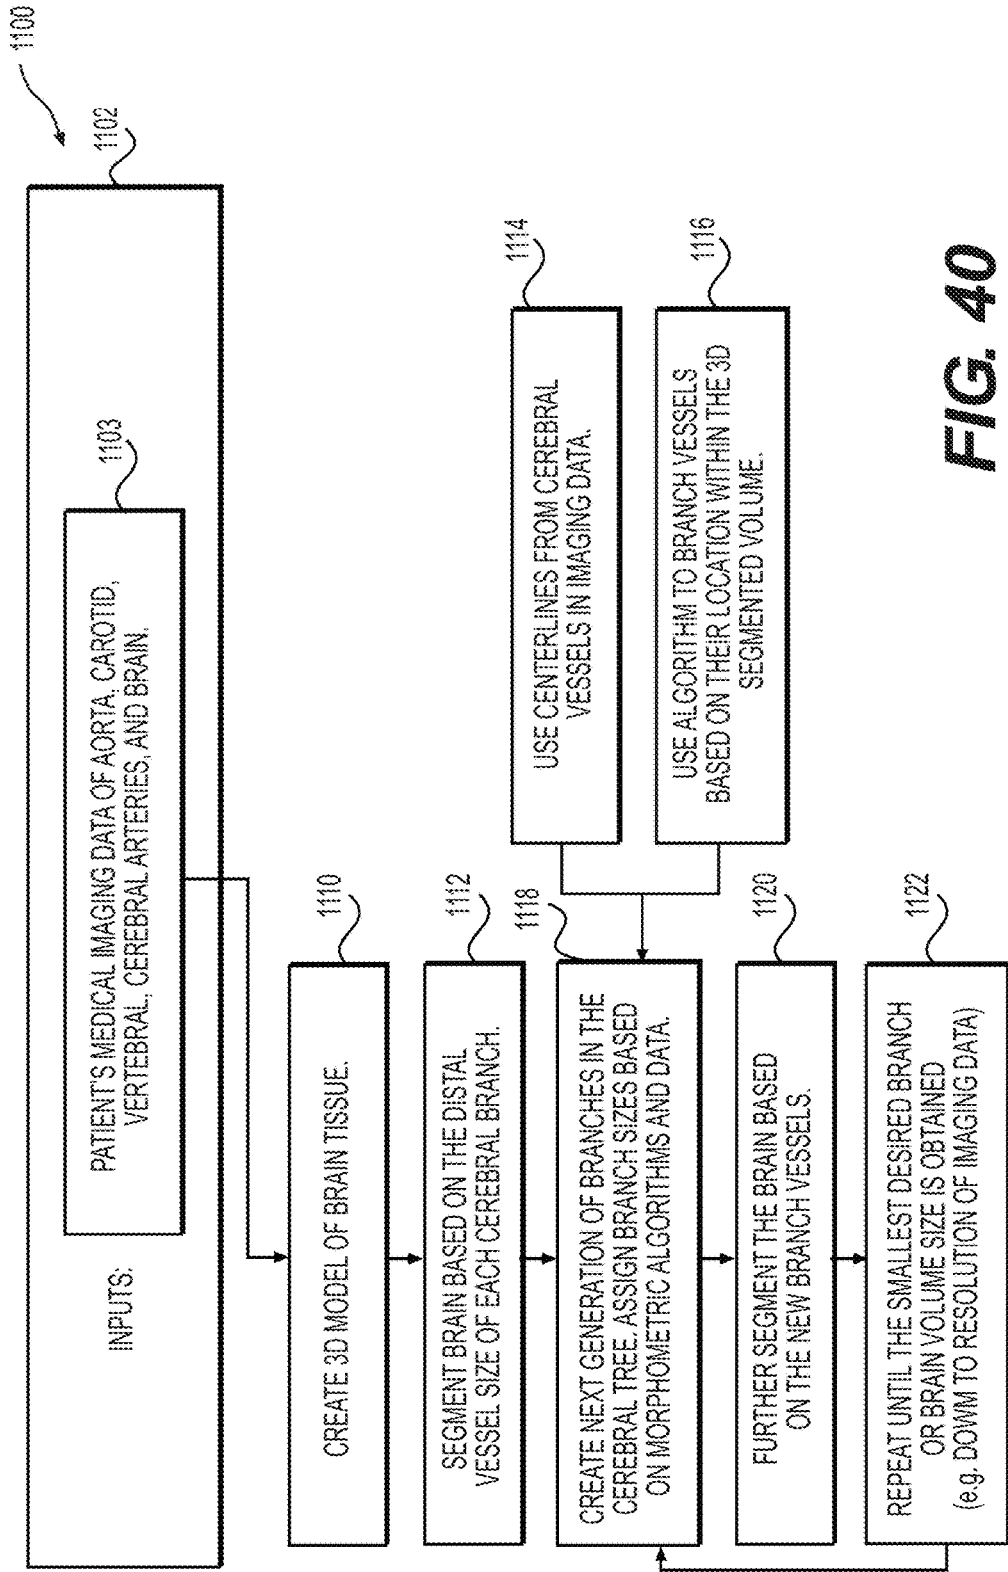 1100
1102
1103
INPUTS:
PATIENT'S MEDICAL IMAGING DATA OF AORTA, CAROTID,
VERTEBRAL, CEREBRAL ARTERIES, AND BRAIN.
1110
CREATE 3D MODEL OF BRAIN TISSUE.
1112
SEGMENT BRAIN BASED ON THE DISTAL
VESSEL SIZE OF EACH CEREBRAL BRANCH.
1114
USE CENTERLINES FROM CEREBRAL
VESSELS IN IMAGING DATA.
1116
USE ALGORITHM TO BRANCH VESSELS
BASED ON THEIR LOCATION WITHIN THE 3D
SEGMENTED VOLUME.
1118
CREATE NEXT GENERATION OF BRANCHES IN THE
CEREBRAL TREE. ASSIGN BRANCH SIZES BASED
ON MORPHOMETRIC ALGORITHMS AND DATA.
1120
FURTHER SEGMENT THE BRAIN BASED
ON THE NEW BRANCH VESSELS.
1122
REPEAT UNTIL THE SMALLEST DESIRED BRANCH
OR BRAIN VOLUME SIZE IS OBTAINED
(e.g. DOWM TO RESOLUTION OF IMAGING DATA)
FIG. 40